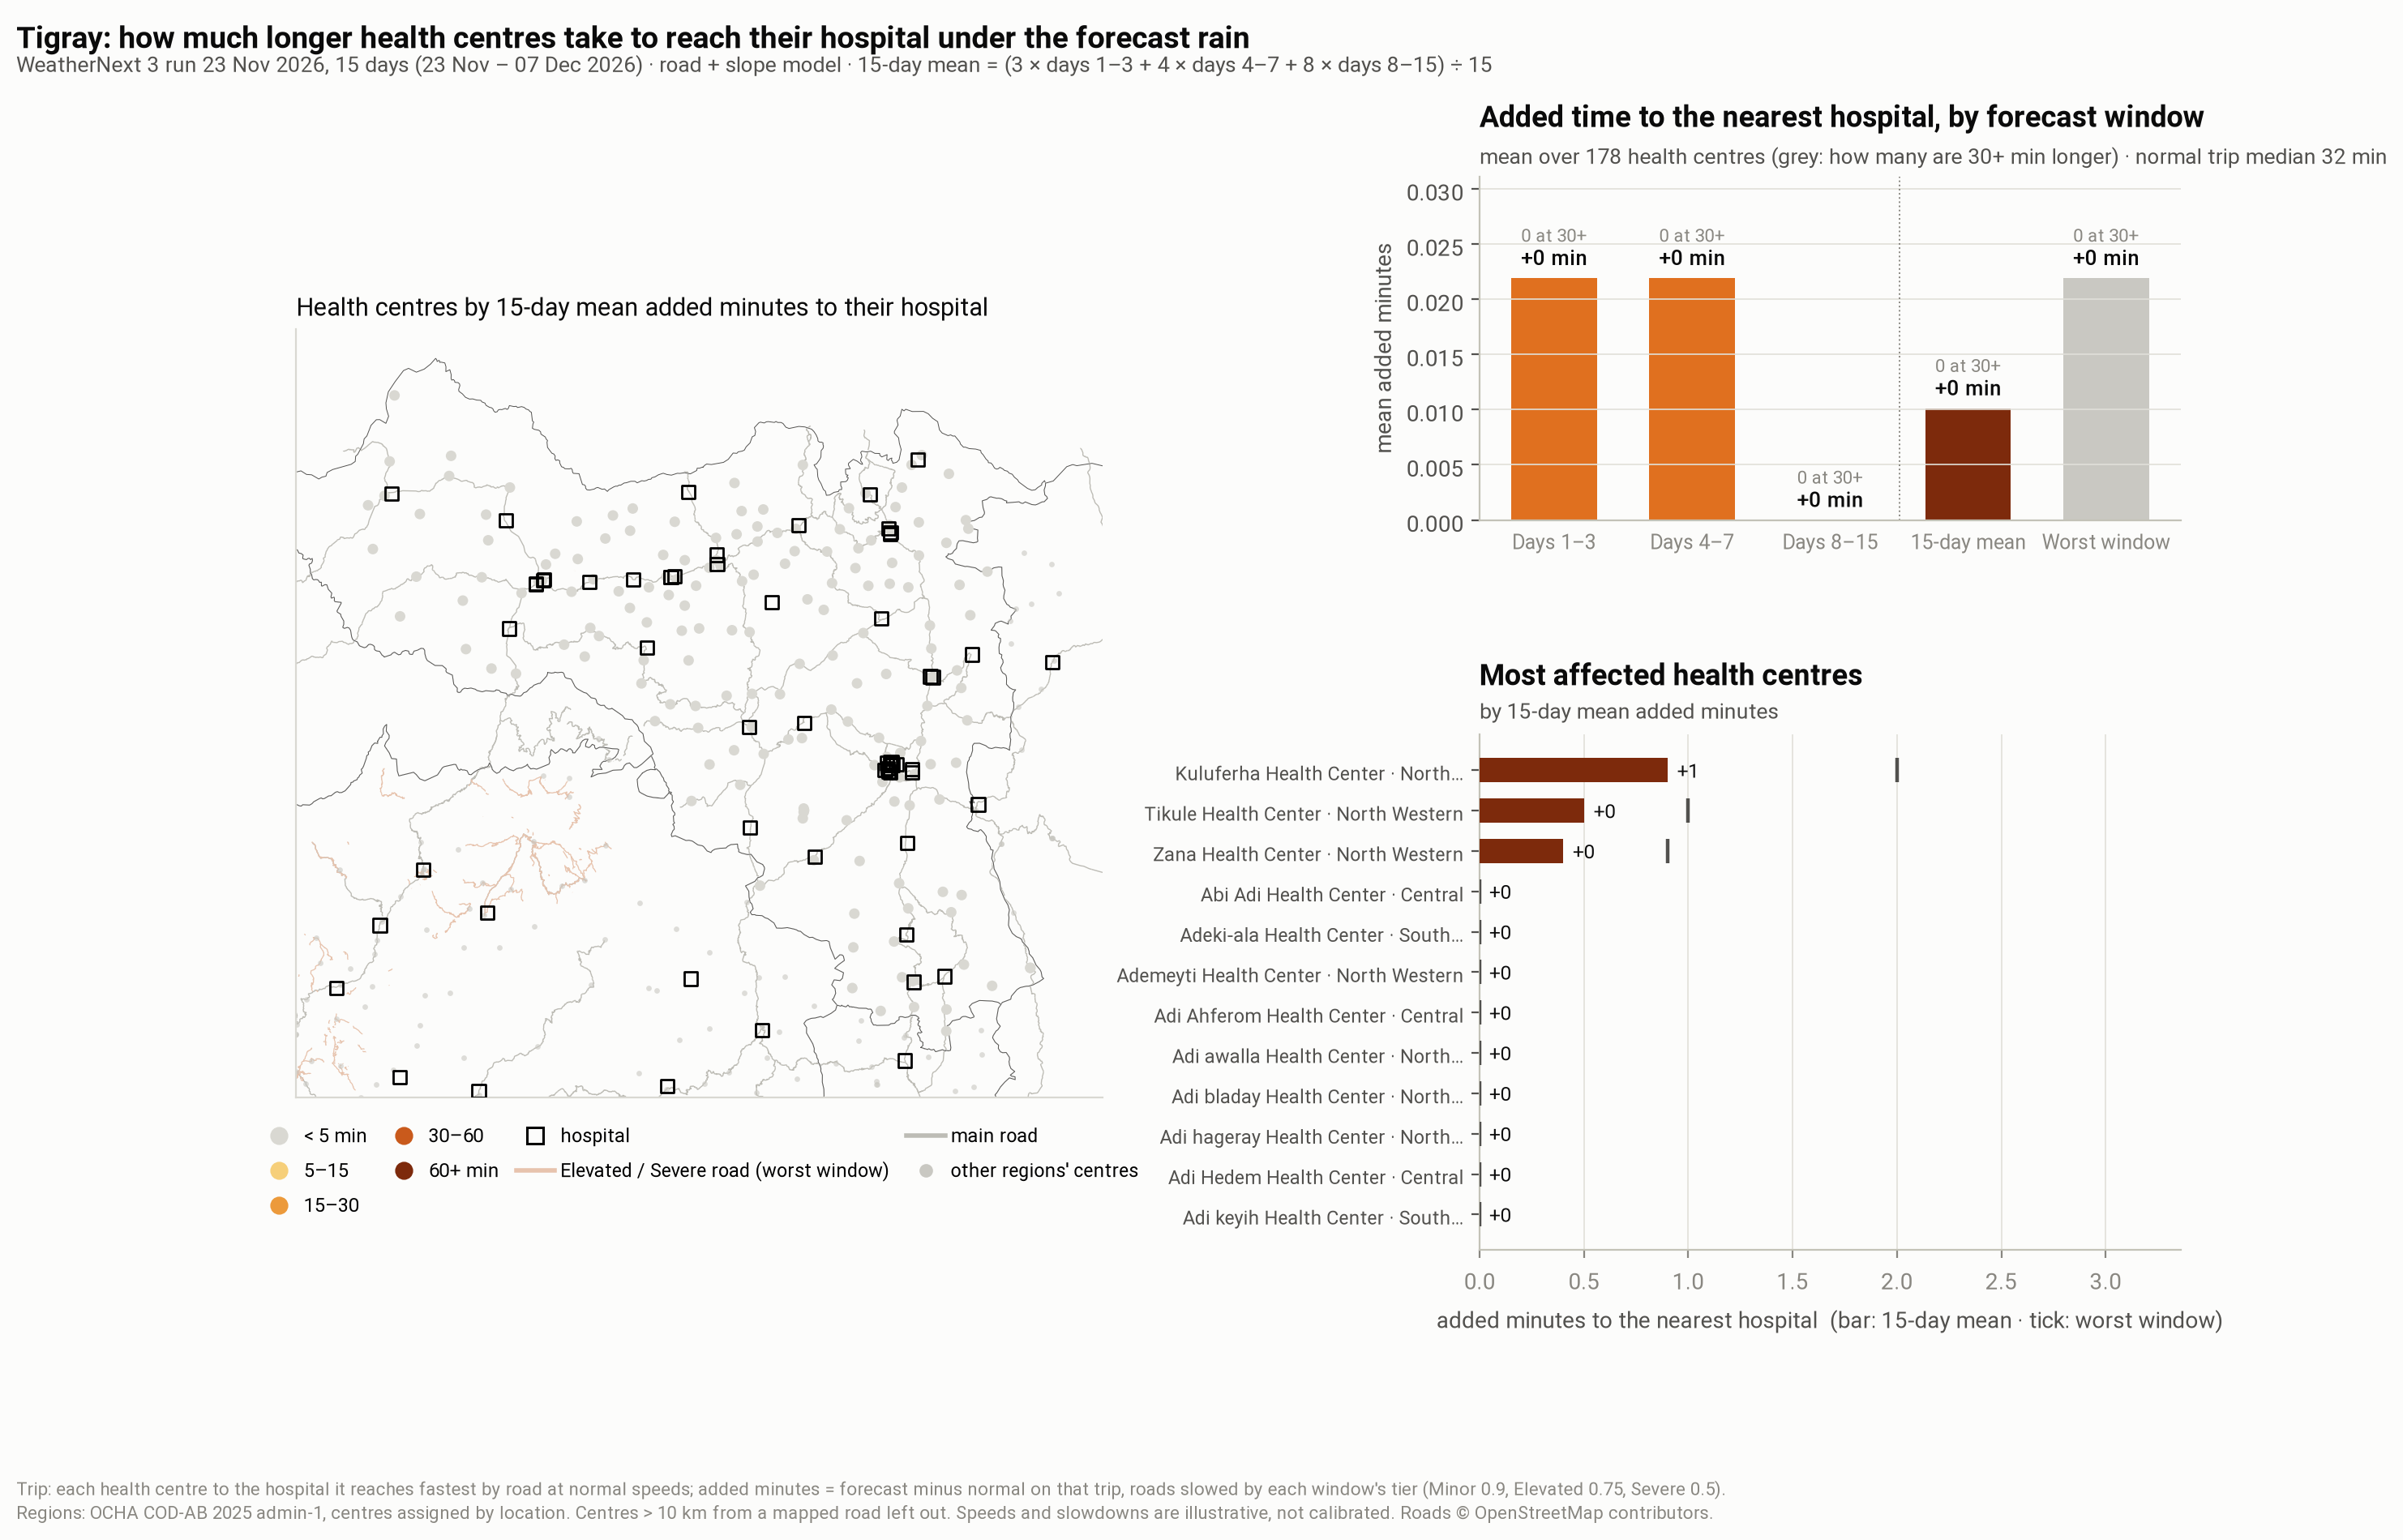 Tigray: how much longer health centres take to reach their hospital under the forecast rain
WeatherNext 3 run 23 Nov 2026, 15 days (23 Nov – 07 Dec 2026) · road + slope model · 15-day mean = (3 × days 1–3 + 4 × days 4–7 + 8 × days 8–15) ÷ 15
Health centres by 15-day mean added minutes to their hospital
< 5 min
5–15
15–30
30–60
60+ min
hospital
Elevated / Severe road (worst window)
main road
other regions' centres
Added time to the nearest hospital, by forecast window
mean over 178 health centres (grey: how many are 30+ min longer) · normal trip median 32 min
mean added minutes
0.030
0.025
0.020
0.015
0.010
0.005
0.000
0 at 30+
+0 min
0 at 30+
+0 min
0 at 30+
+0 min
0 at 30+
+0 min
0 at 30+
+0 min
Days 1–3
Days 4–7
Days 8–15
15-day mean
Worst window
Most affected health centres
by 15-day mean added minutes
Kuluferha Health Center · North... +1
Tikule Health Center · North Western +0
Zana Health Center · North Western +0
Abi Adi Health Center · Central +0
Adeki-ala Health Center · South... +0
Ademeyti Health Center · North Western +0
Adi Ahferom Health Center · Central +0
Adi awalla Health Center · North... +0
Adi bladay Health Center · North... +0
Adi hageray Health Center · North... +0
Adi Hedem Health Center · Central +0
Adi keyih Health Center · South... +0
0.0 0.5 1.0 1.5 2.0 2.5 3.0
added minutes to the nearest hospital (bar: 15-day mean · tick: worst window)
Trip: each health centre to the hospital it reaches fastest by road at normal speeds; added minutes = forecast minus normal on that trip, roads slowed by each window's tier (Minor 0.9, Elevated 0.75, Severe 0.5).
Regions: OCHA COD-AB 2025 admin-1, centres assigned by location. Centres > 10 km from a mapped road left out. Speeds and slowdowns are illustrative, not calibrated. Roads © OpenStreetMap contributors.